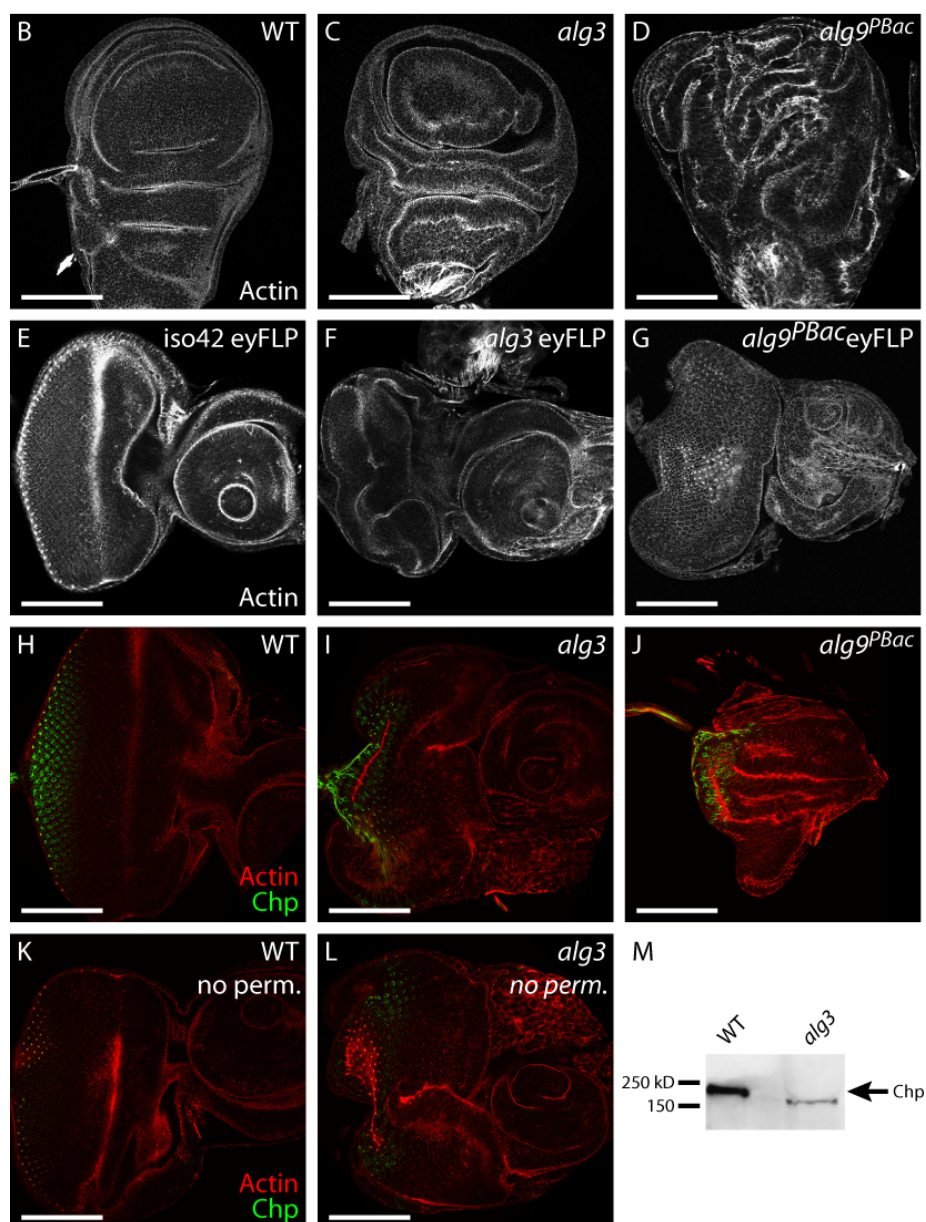 B WT
C alg3
D alg9PBac
Actin
E iso42 eyFLP
F alg3 eyFLP
G alg9PBaceyFLP
Actin
H WT
I alg3
J alg9PBac
Actin
Chp
K WT
no perm.
L alg3
no perm.
M
WT
alg3
250 kD
150
Chp
Actin
Chp